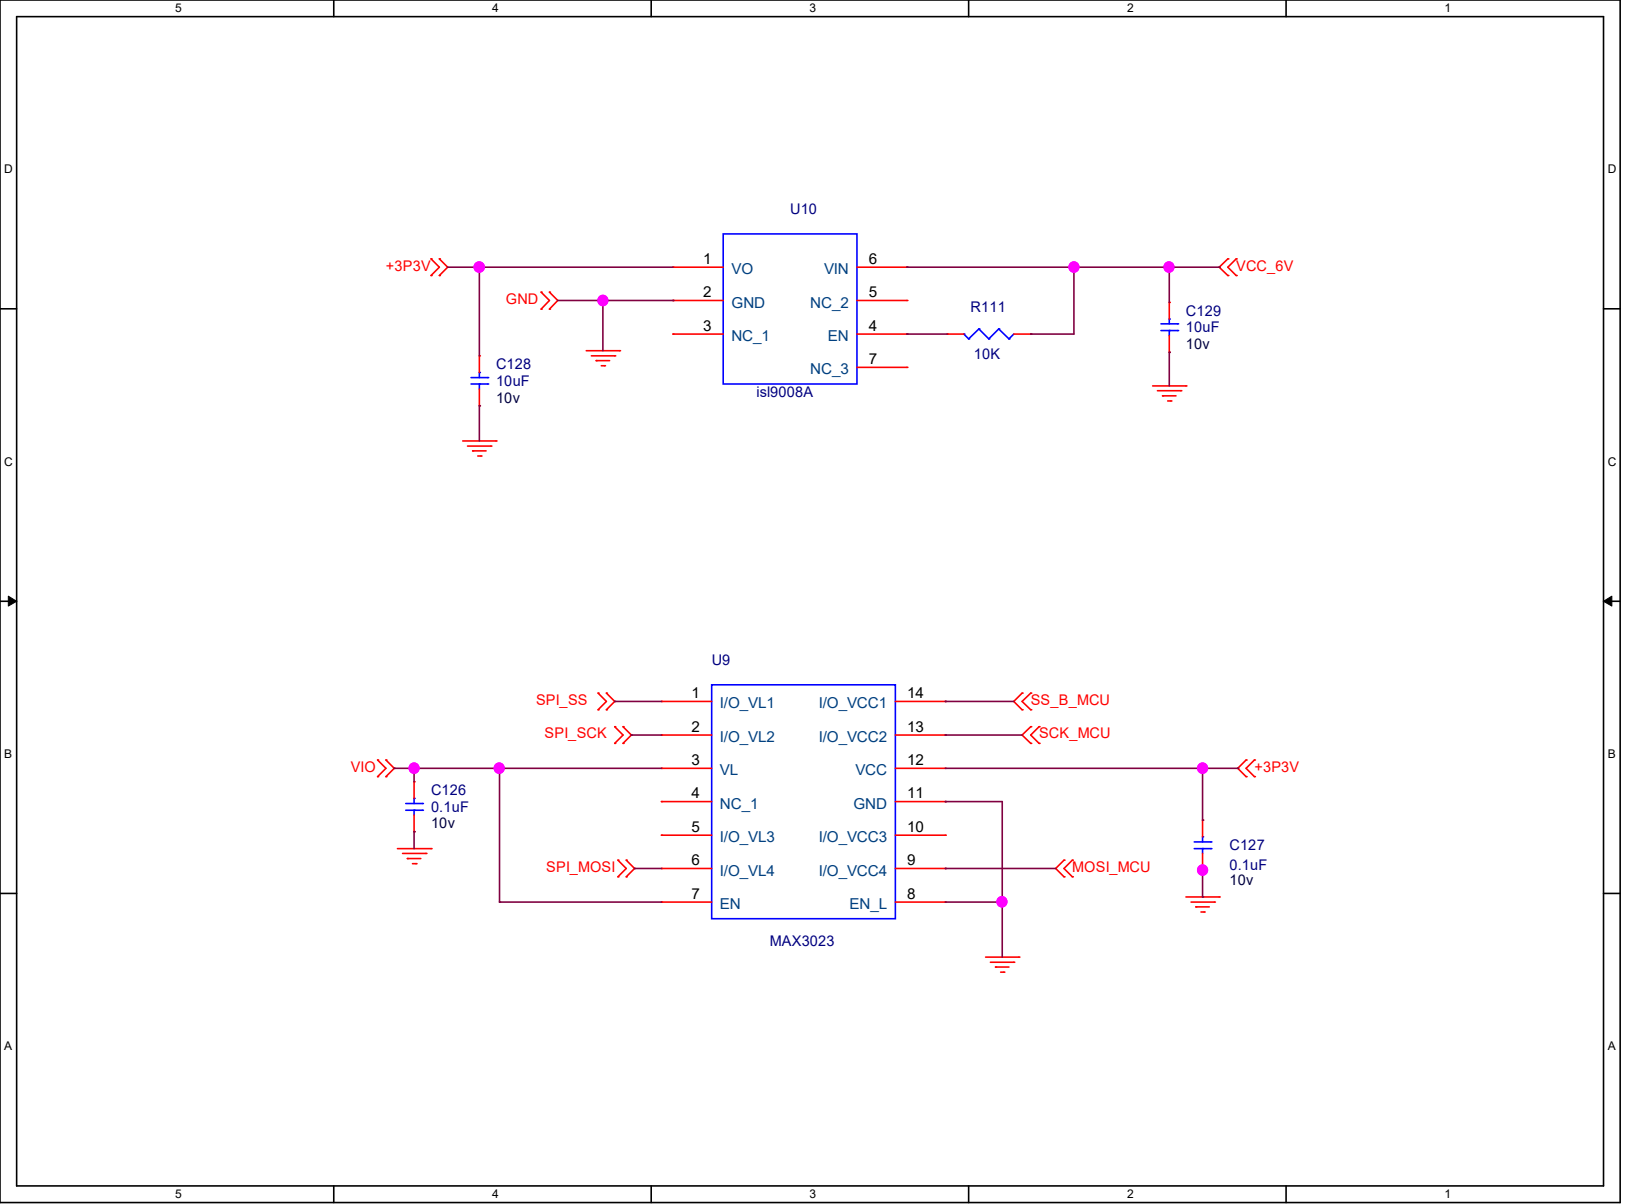 5 4 3 2 1
D D
U10
+3P3V 1 VO VIN 6 VCC_6V
GND 2 GND NC_2 5
3 NC_1 EN 4 R111 10K
NC_3 7
isl9008A
C129
10uF
10v
C128
10uF
10v
C C
U9
SPI_SS 1 I/O_VL1 I/O_VCC1 14 SS_B_MCU
SPI_SCK 2 I/O_VL2 I/O_VCC2 13 SCK_MCU
B B
VIO 3 VL VCC 12 +3P3V
4 NC_1 GND 11
5 I/O_VL3 I/O_VCC3 10
SPI_MOSI 6 I/O_VL4 I/O_VCC4 9 MOSI_MCU
7 EN EN_L 8
MAX3023
C126
0.1uF
10v
C127
0.1uF
10v
A A
5 4 3 2 1